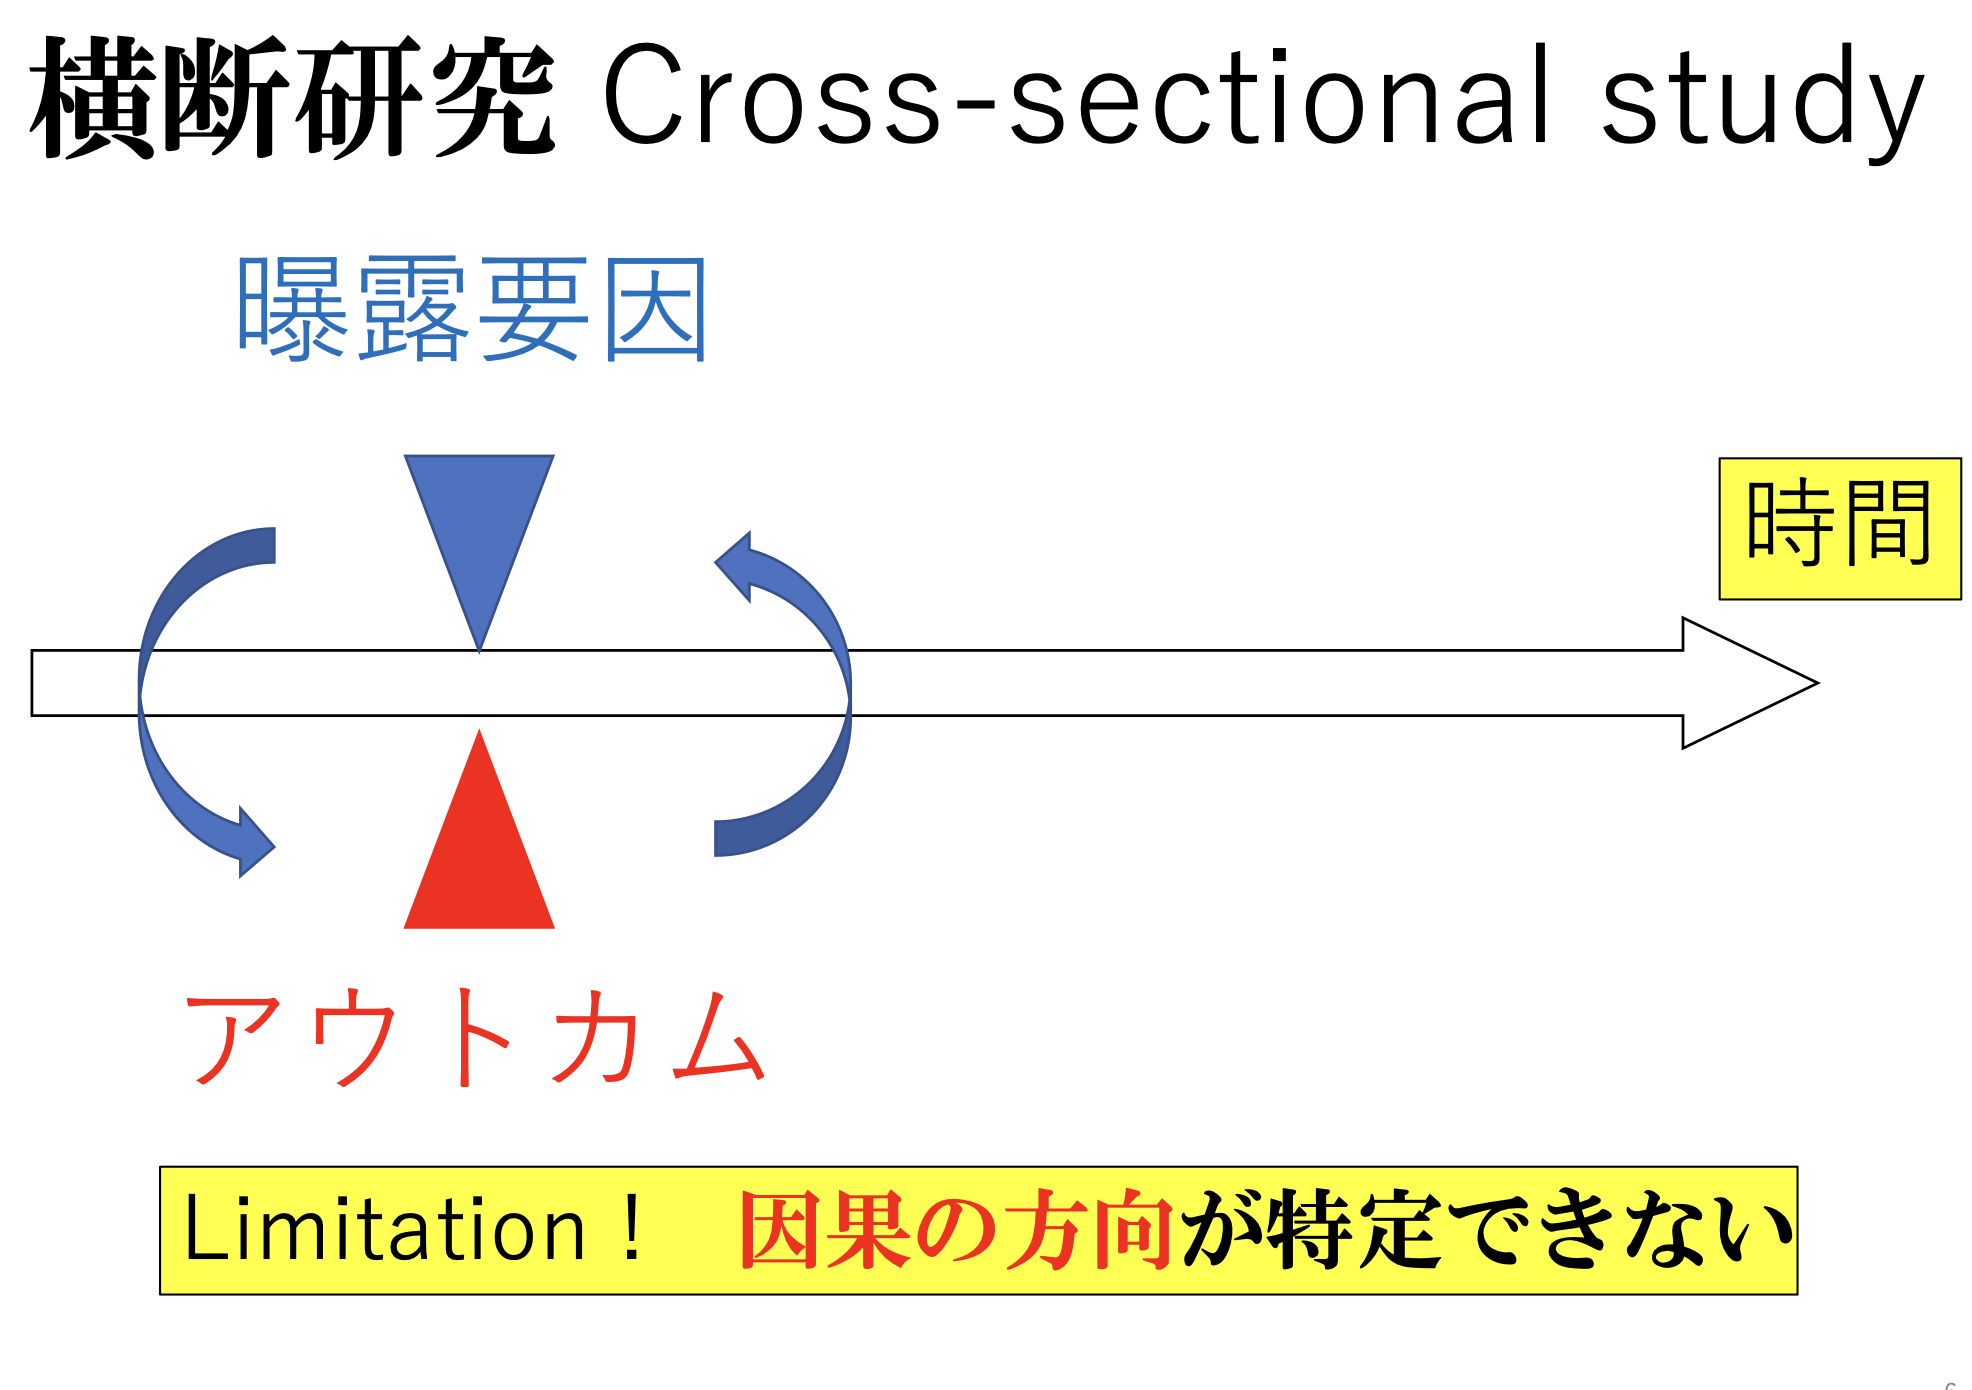 横断研究 Cross-sectional study
曝露要因
時間
アウトカム
Limitation！　因果の方向が特定できない